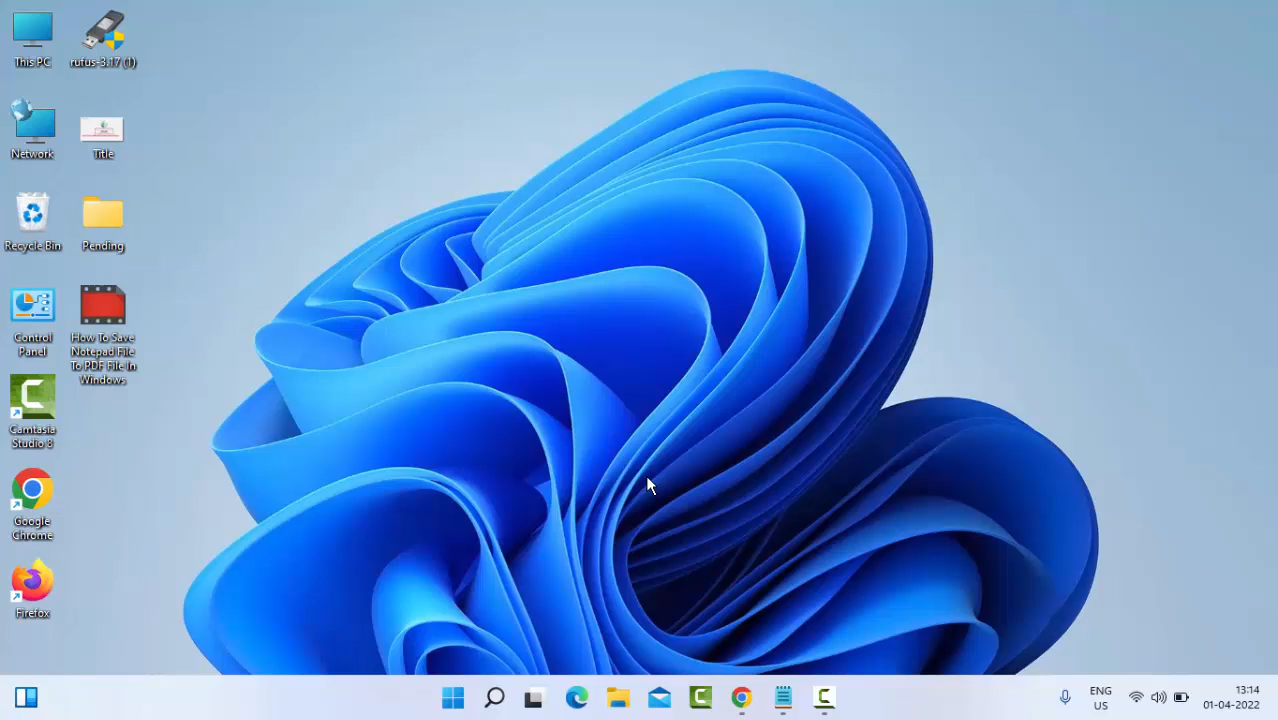 This PC
rufus-3.17 (1)
Network
Title
Recycle Bin
Pending
Control
Panel
How To Save
Notepad File
To PDF File In
Windows
Camtasia
Studio 8
Google
Chrome
Firefox
ENG
US
13:14
01-04-2022